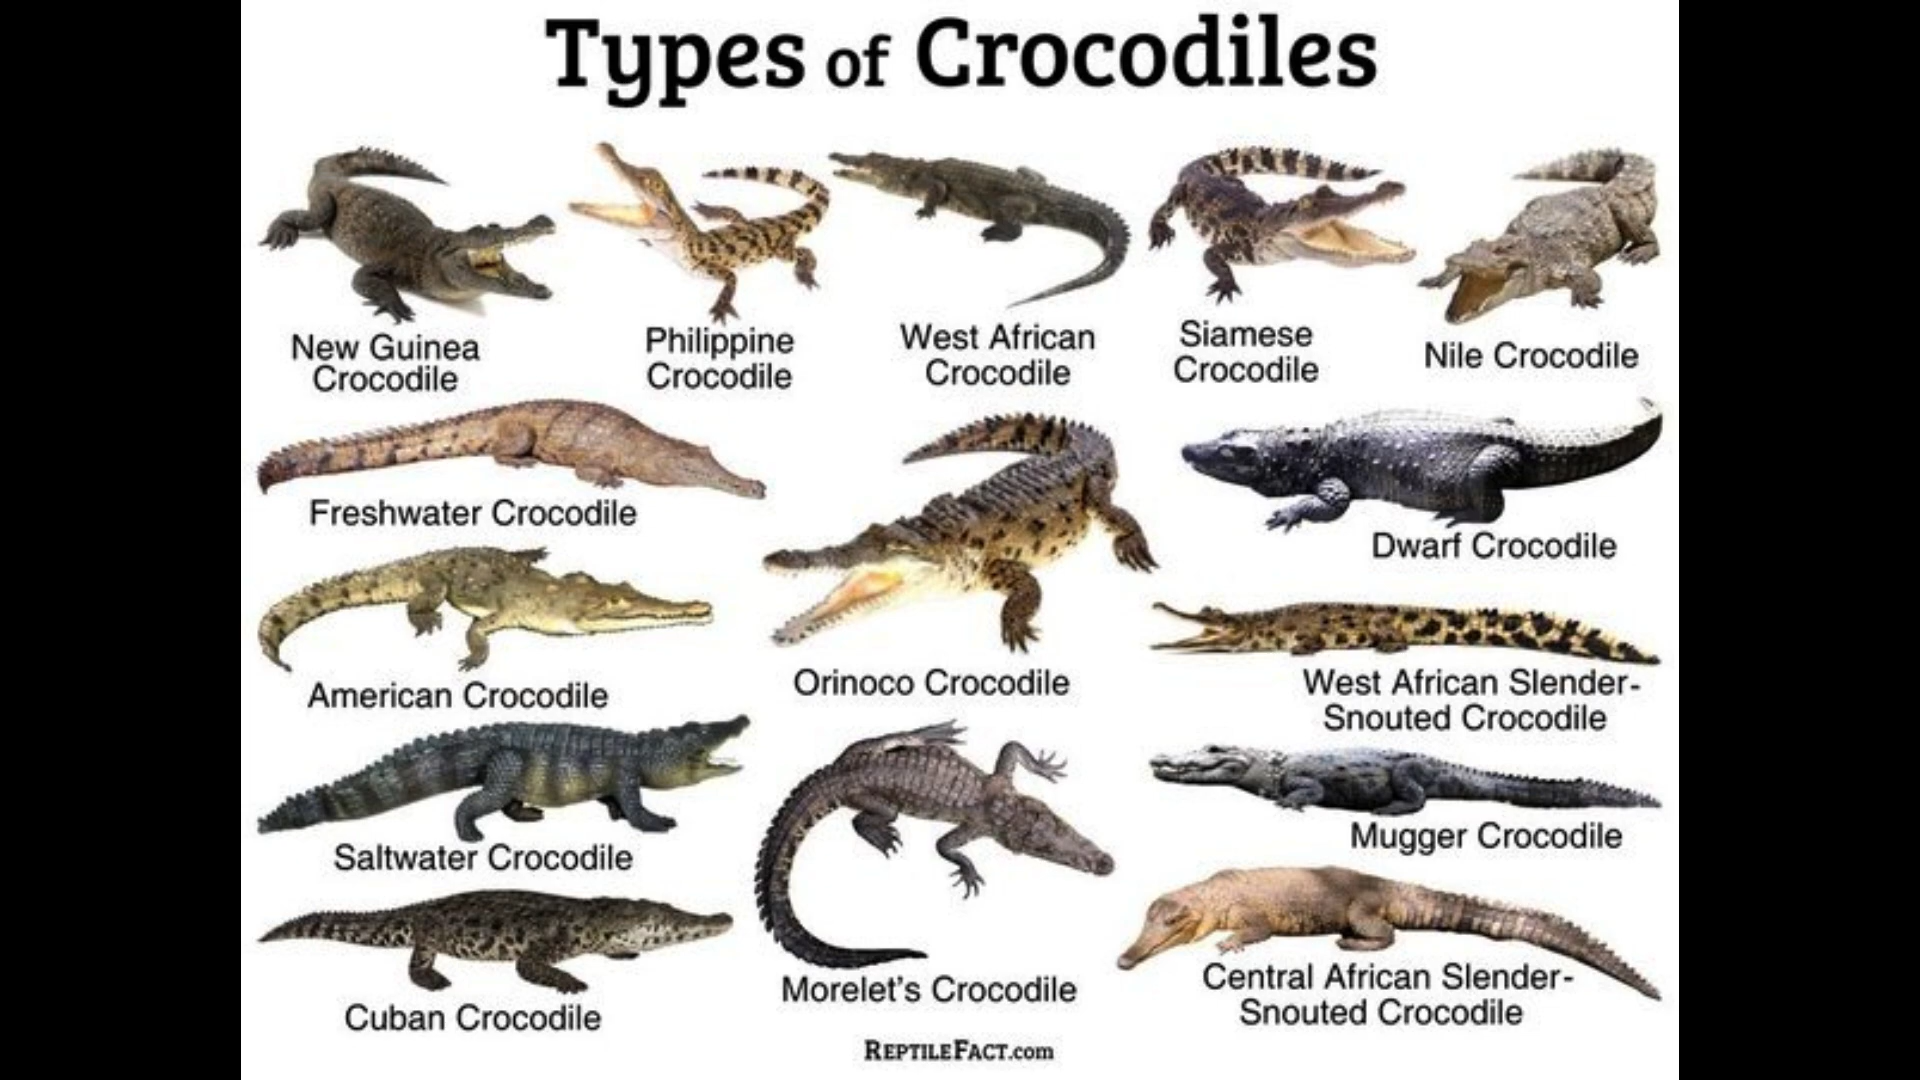 Types of Crocodiles
New Guinea
Crocodile
Philippine
Crocodile
West African
Crocodile
Siamese
Crocodile
Nile Crocodile
Freshwater Crocodile
Dwarf Crocodile
American Crocodile
Orinoco Crocodile
West African Slender-
Snouted Crocodile
Saltwater Crocodile
Mugger Crocodile
Cuban Crocodile
Morelet's Crocodile
Central African Slender-
Snouted Crocodile
REPTILEFACT.com